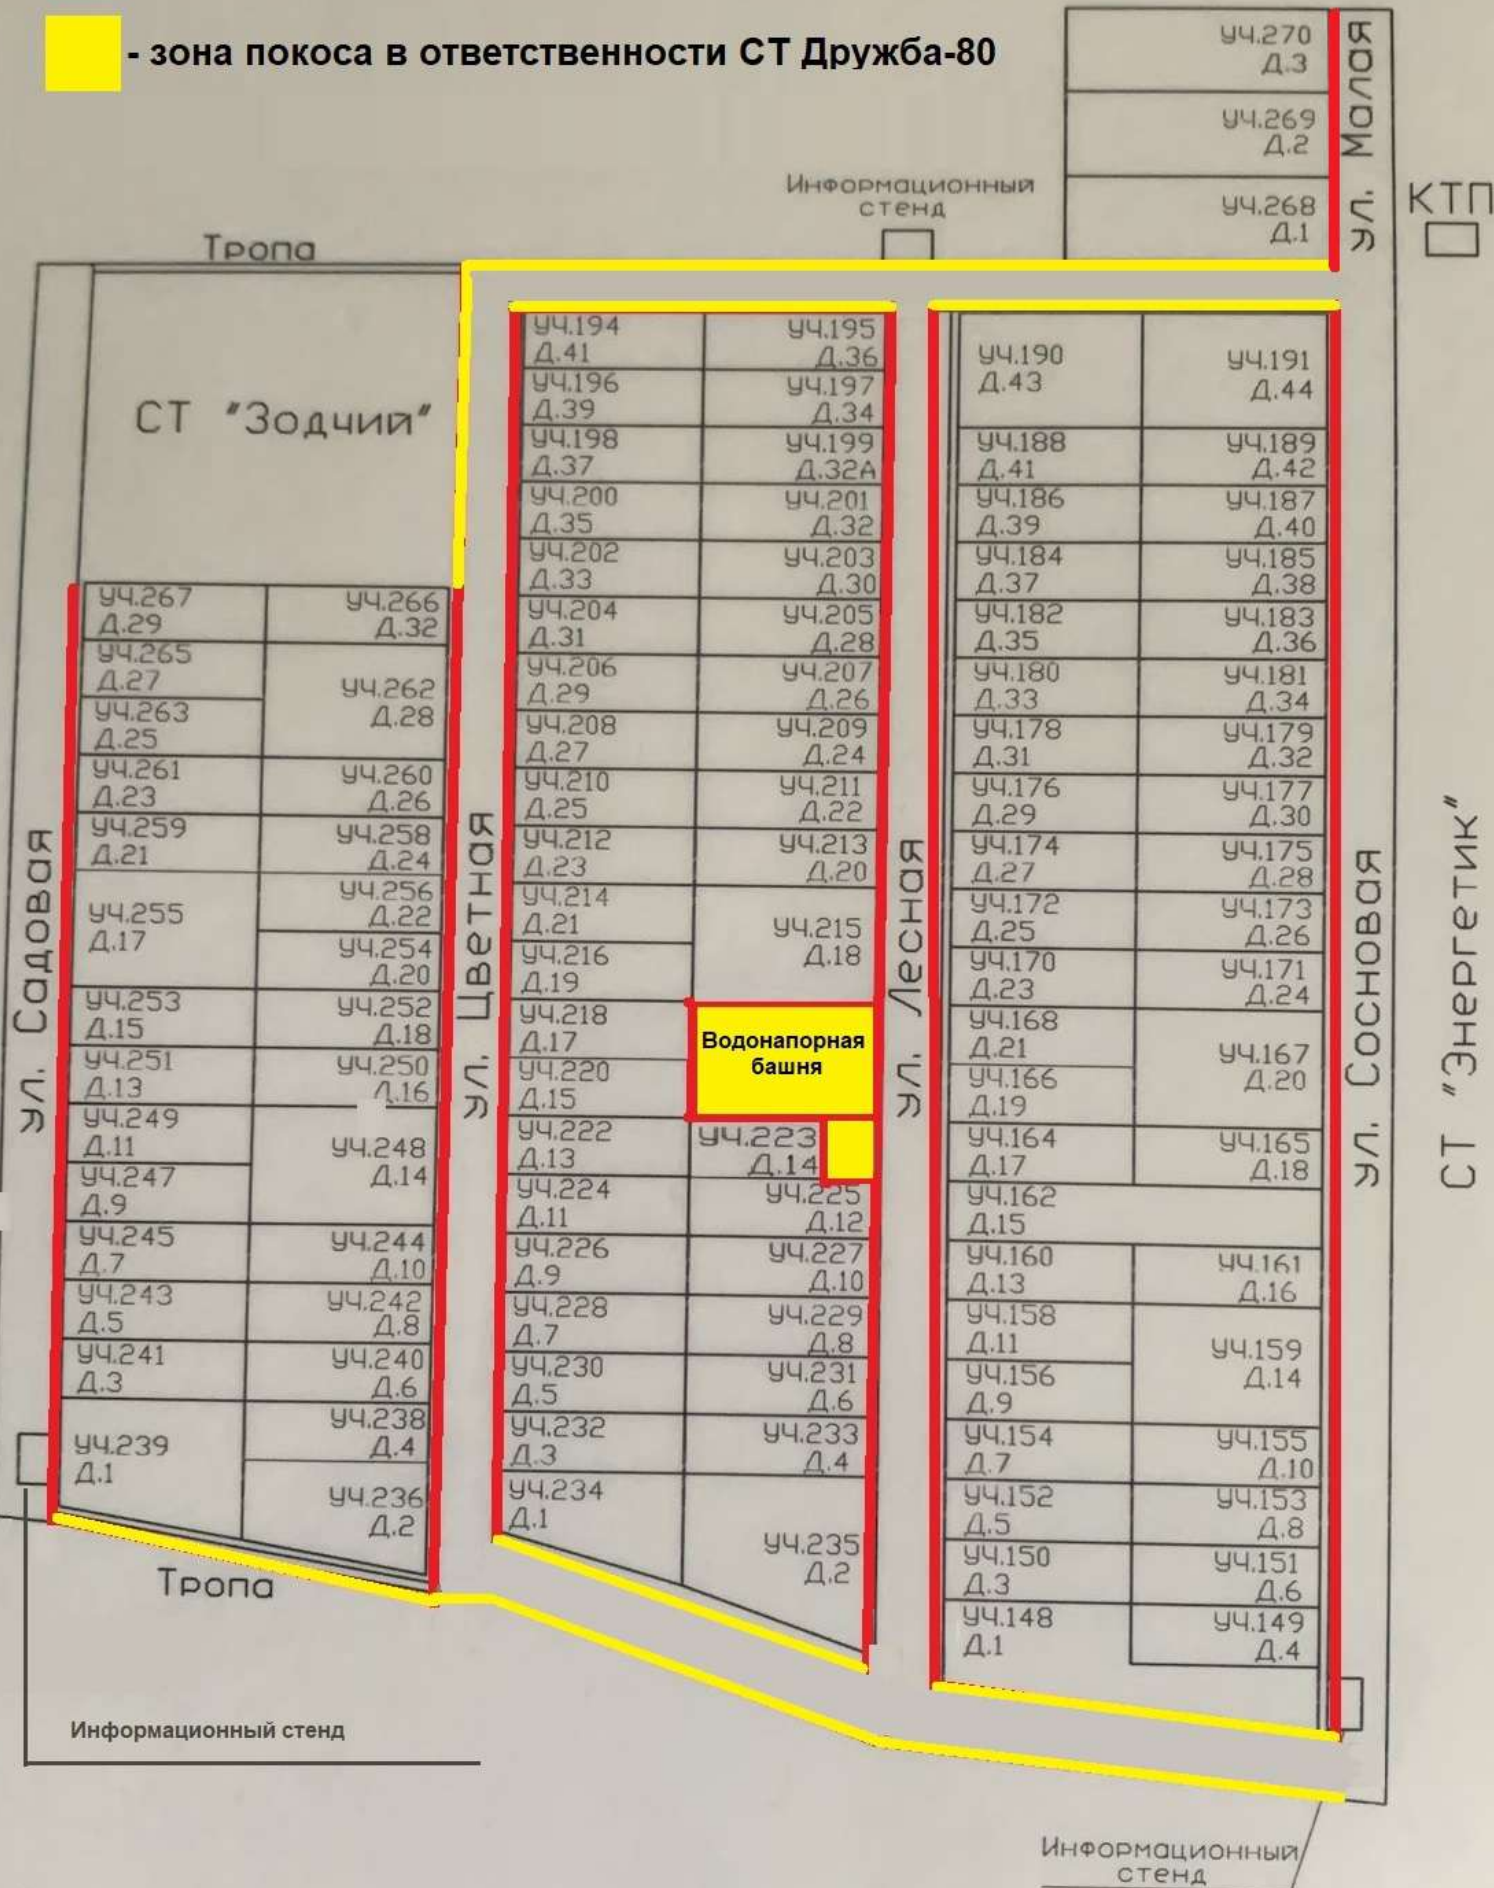 - зона покоса в ответственности СТ Дружба-80
УЧ.270
Д.3
УЧ.269
Д.2
УЧ.268
Д.1
ул. Малая
КТП
Информационный
стенд
Тропа
СТ "Зодчий"
УЧ.267
Д.29
УЧ.266
Д.32
УЧ.265
Д.27
УЧ.262
Д.28
УЧ.263
Д.25
УЧ.261
Д.23
УЧ.260
Д.26
УЧ.259
Д.21
УЧ.258
Д.24
УЧ.255
Д.17
УЧ.256
Д.22
УЧ.254
Д.20
УЧ.253
Д.15
УЧ.252
Д.18
УЧ.251
Д.13
УЧ.250
Д.16
УЧ.249
Д.11
УЧ.248
Д.14
УЧ.247
Д.9
УЧ.245
Д.7
УЧ.244
Д.10
УЧ.243
Д.5
УЧ.242
Д.8
УЧ.241
Д.3
УЧ.240
Д.6
УЧ.239
Д.1
УЧ.238
Д.4
УЧ.236
Д.2
ул. Садовая
Тропа
Информационный стенд
ул. Цветная
УЧ.194
Д.41
УЧ.195
Д.36
УЧ.196
Д.39
УЧ.197
Д.34
УЧ.198
Д.37
УЧ.199
Д.32А
УЧ.200
Д.35
УЧ.201
Д.32
УЧ.202
Д.33
УЧ.203
Д.30
УЧ.204
Д.31
УЧ.205
Д.28
УЧ.206
Д.29
УЧ.207
Д.26
УЧ.208
Д.27
УЧ.209
Д.24
УЧ.210
Д.25
УЧ.211
Д.22
УЧ.212
Д.23
УЧ.213
Д.20
УЧ.214
Д.21
УЧ.215
Д.18
УЧ.216
Д.19
УЧ.218
Д.17
Водонапорная
башня
УЧ.220
Д.15
УЧ.222
Д.13
УЧ.223
Д.14
УЧ.224
Д.11
УЧ.225
Д.12
УЧ.226
Д.9
УЧ.227
Д.10
УЧ.228
Д.7
УЧ.229
Д.8
УЧ.230
Д.5
УЧ.231
Д.6
УЧ.232
Д.3
УЧ.233
Д.4
УЧ.234
Д.1
УЧ.235
Д.2
ул. Лесная
УЧ.190
Д.43
УЧ.191
Д.44
УЧ.188
Д.41
УЧ.189
Д.42
УЧ.186
Д.39
УЧ.187
Д.40
УЧ.184
Д.37
УЧ.185
Д.38
УЧ.182
Д.35
УЧ.183
Д.36
УЧ.180
Д.33
УЧ.181
Д.34
УЧ.178
Д.31
УЧ.179
Д.32
УЧ.176
Д.29
УЧ.177
Д.30
УЧ.174
Д.27
УЧ.175
Д.28
УЧ.172
Д.25
УЧ.173
Д.26
УЧ.170
Д.23
УЧ.171
Д.24
УЧ.168
Д.21
УЧ.167
Д.20
УЧ.166
Д.19
УЧ.164
Д.17
УЧ.165
Д.18
УЧ.162
Д.15
УЧ.160
Д.13
УЧ.161
Д.16
УЧ.158
Д.11
УЧ.159
Д.14
УЧ.156
Д.9
УЧ.154
Д.7
УЧ.155
Д.10
УЧ.152
Д.5
УЧ.153
Д.8
УЧ.150
Д.3
УЧ.151
Д.6
УЧ.148
Д.1
УЧ.149
Д.4
ул. Сосновая
СТ "Энергетик"
Информационный
стенд